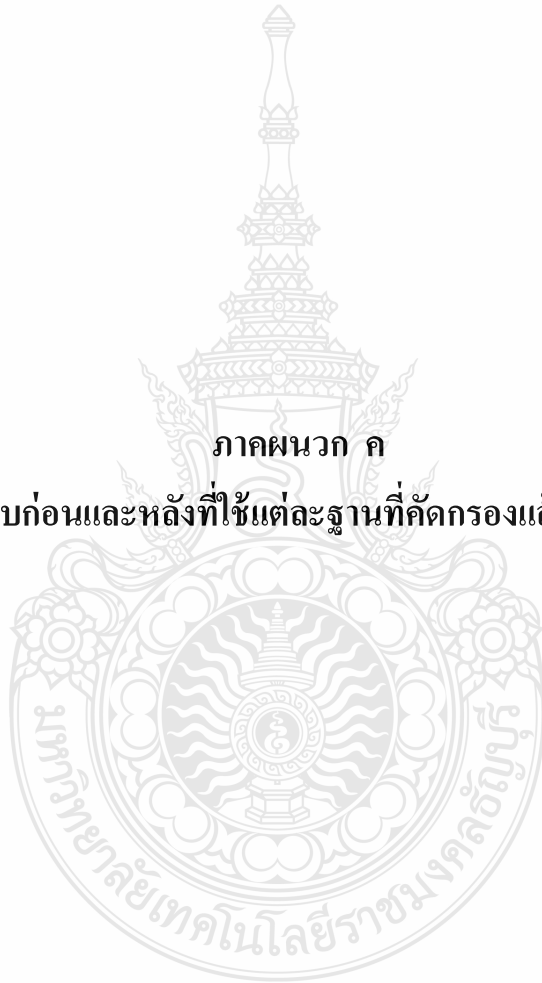 ภาคผนวก ค
บก่อนและหลังที่ใช้แต่ละฐานที่คัดกรองแ
มหาวิทยาลัยเทคโนโลยีราชมงคลธัญบุรี